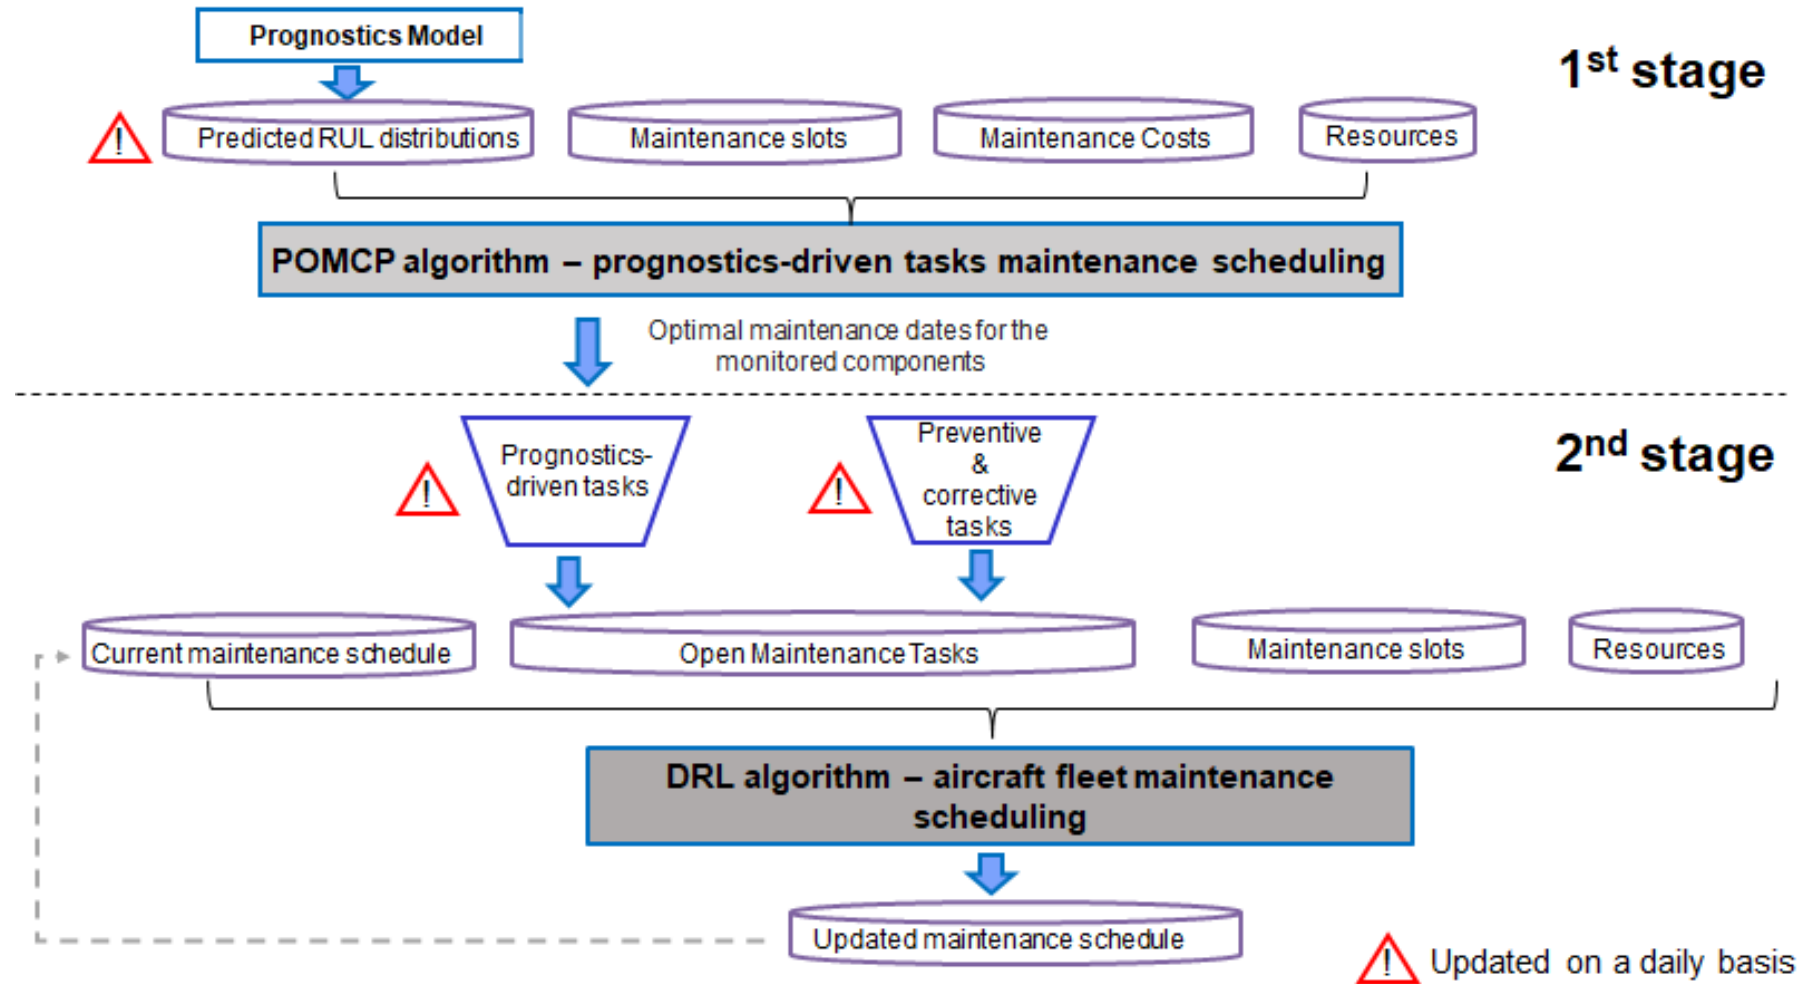 Prognostics Model
1st stage
!
Predicted RUL distributions
Maintenance slots
Maintenance Costs
Resources
POMCP algorithm – prognostics-driven tasks maintenance scheduling
Optimal maintenance dates for the
monitored components
2nd stage
!
Prognostics-
driven tasks
!
Preventive
&
corrective
tasks
Current maintenance schedule
Open Maintenance Tasks
Maintenance slots
Resources
DRL algorithm – aircraft fleet maintenance
scheduling
Updated maintenance schedule
! Updated on a daily basis